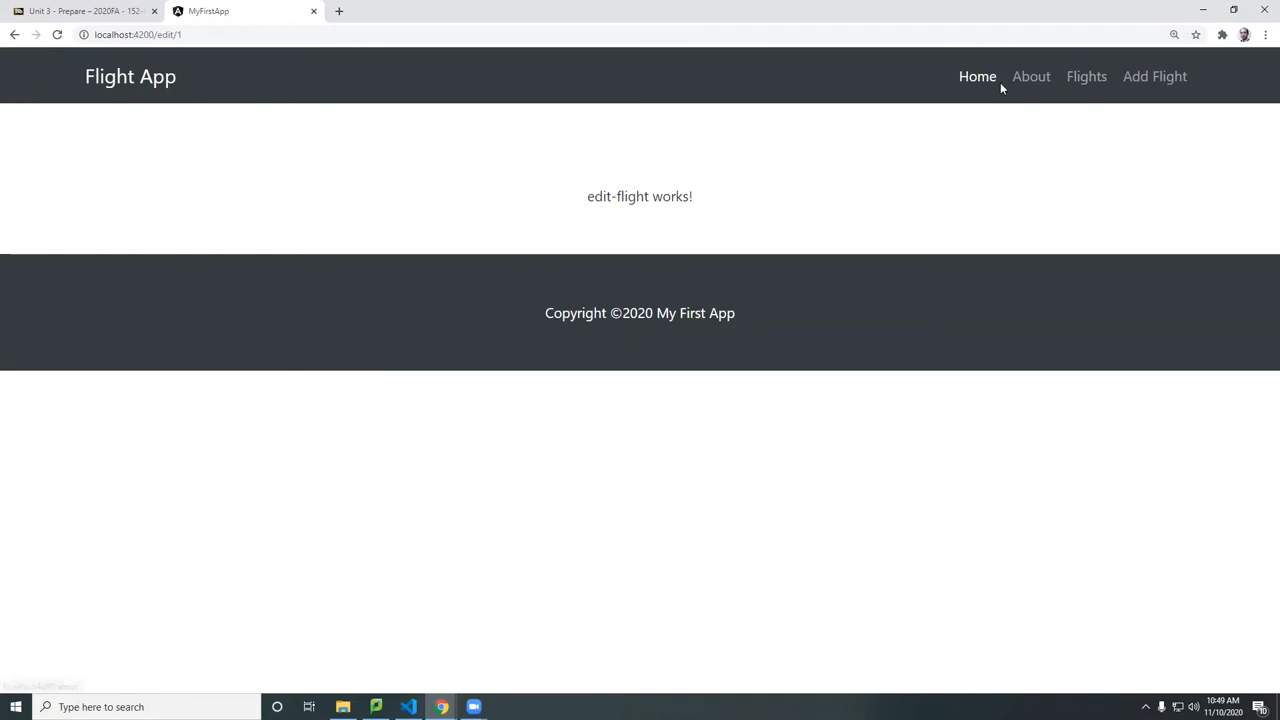 Unit 3 - Prepare – 2020FA - 152-
MyFirstApp
localhost:4200/edit/1
Flight App
Home About Flights Add Flight
edit-flight works!
Copyright ©2020 My First App
Type here to search
10:49 AM
11/10/2020
10